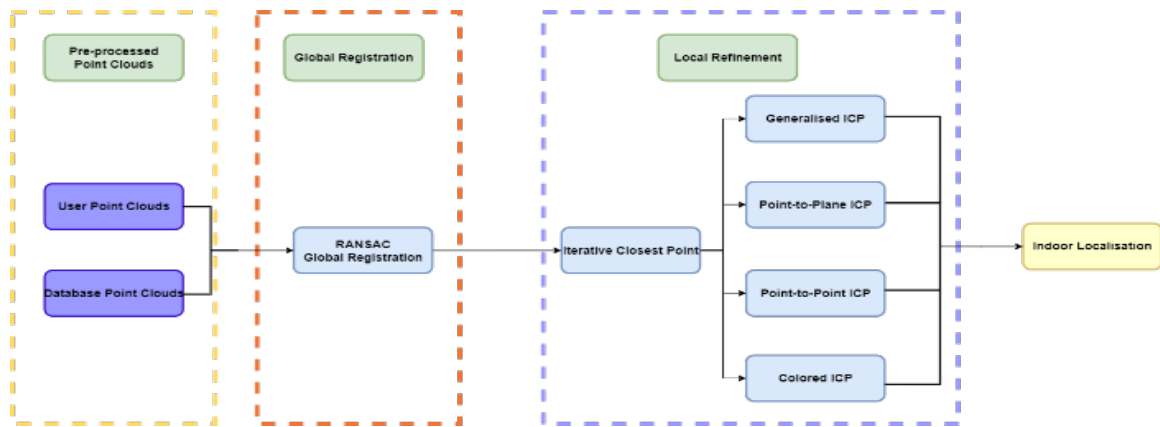 Pre-processed
Point Clouds
Global Registration
Local Refinement
User Point Clouds
Database Point Clouds
RANSAC
Global Registration
Iterative Closest Point
Generalised ICP
Point-to-Plane ICP
Point-to-Point ICP
Colored ICP
Indoor Localisation